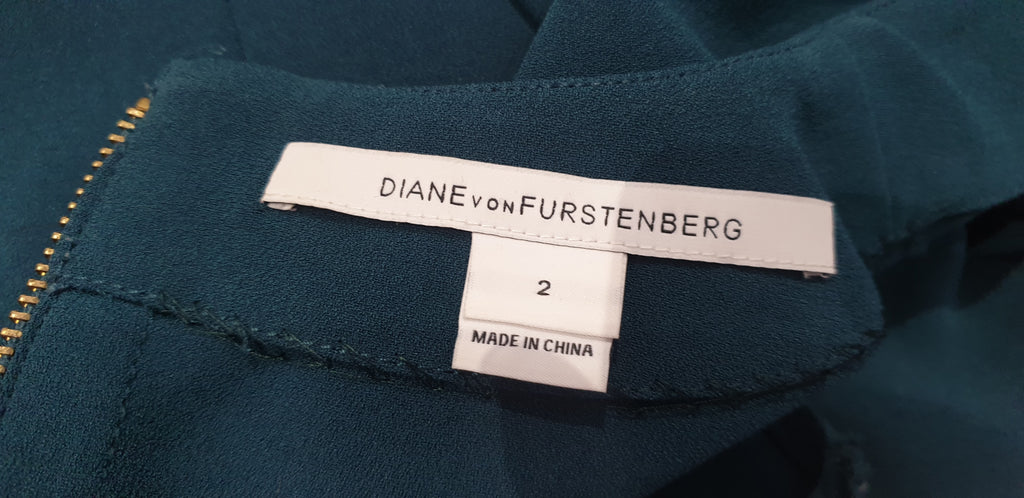 DIANE VON FURSTENBERG
2
MADE IN CHINA